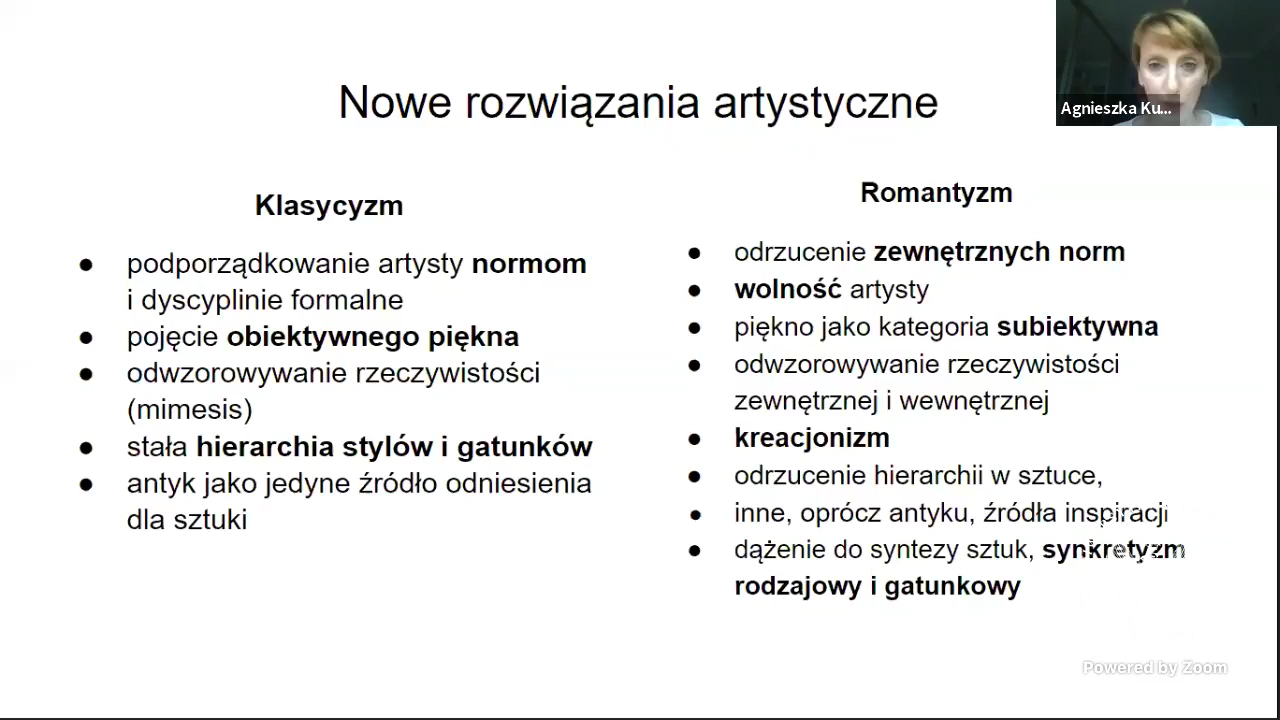 Nowe rozwiązania artystyczne
Agnieszka Ku...
Klasycyzm
● podporządkowanie artysty normom
i dyscyplinie formalne
● pojęcie obiektywnego piękna
● odwzorowywanie rzeczywistości
(mimesis)
● stała hierarchia stylów i gatunków
● antyk jako jedyne źródło odniesienia
dla sztuki
Romantyzm
● odrzucenie zewnętrznych norm
● wolność artysty
● piękno jako kategoria subiektywna
● odwzorowywanie rzeczywistości
zewnętrznej i wewnętrznej
● kreacjonizm
● odrzucenie hierarchii w sztuce,
● inne, oprócz antyku, źródła inspiracji
● dążenie do syntezy sztuk, synkretyzm
rodzajowy i gatunkowy
Powered by Zoom